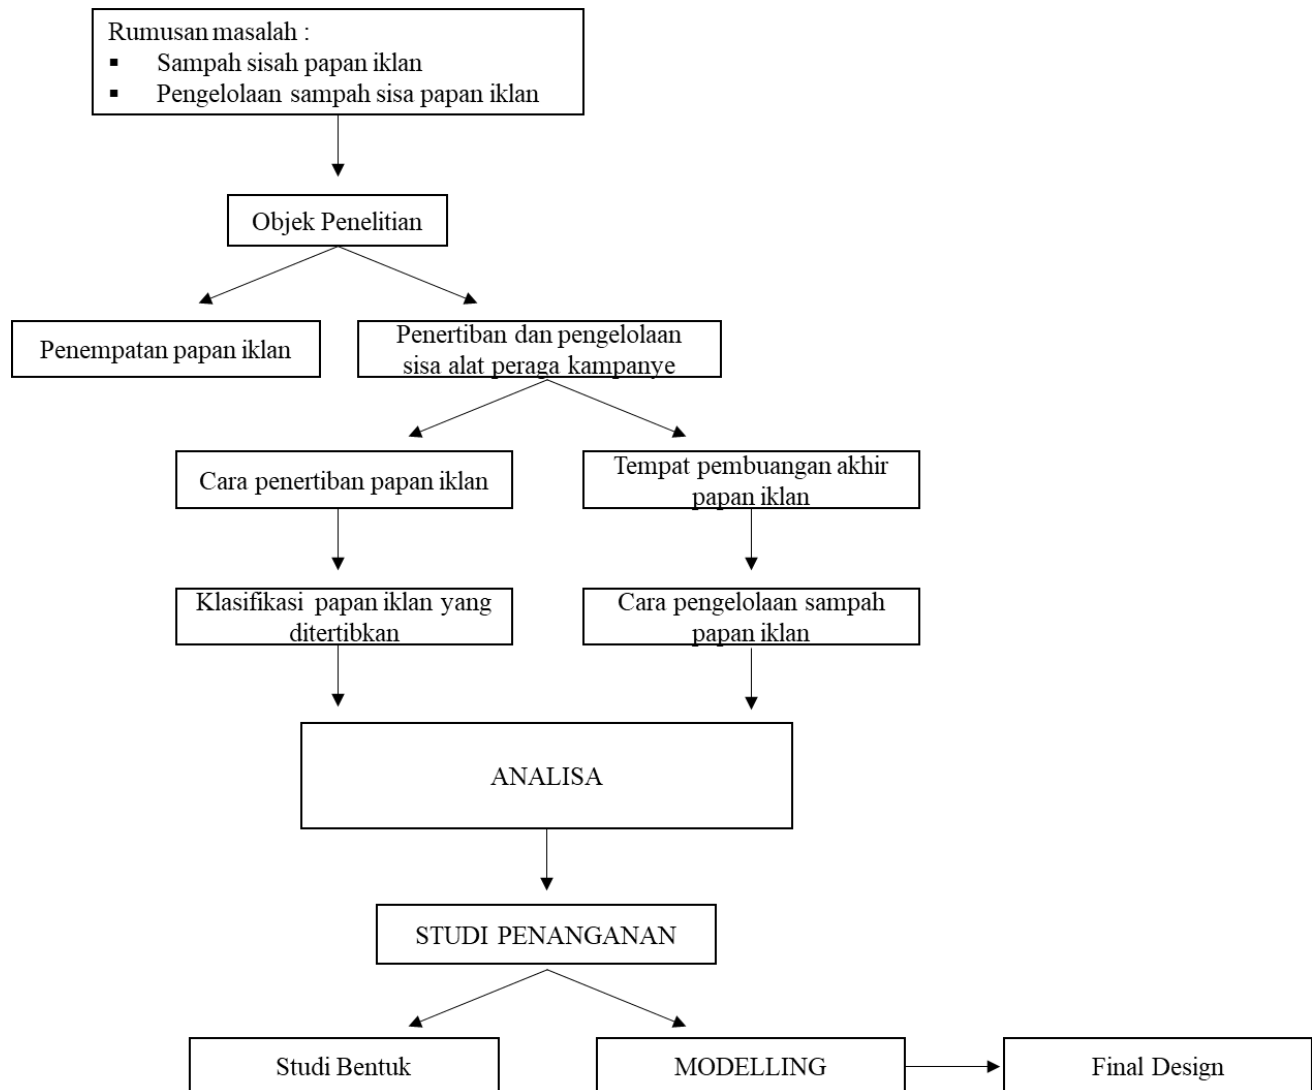 Rumusan masalah :
▪ Sampah sisah papan iklan
▪ Pengelolaan sampah sisa papan iklan
Objek Penelitian
Penempatan papan iklan
Penertiban dan pengelolaan
sisa alat peraga kampanye
Cara penertiban papan iklan
Tempat pembuangan akhir
papan iklan
Klasifikasi papan iklan yang
ditertibkan
Cara pengelolaan sampah
papan iklan
ANALISA
STUDI PENANGANAN
Studi Bentuk
MODELLING
Final Design